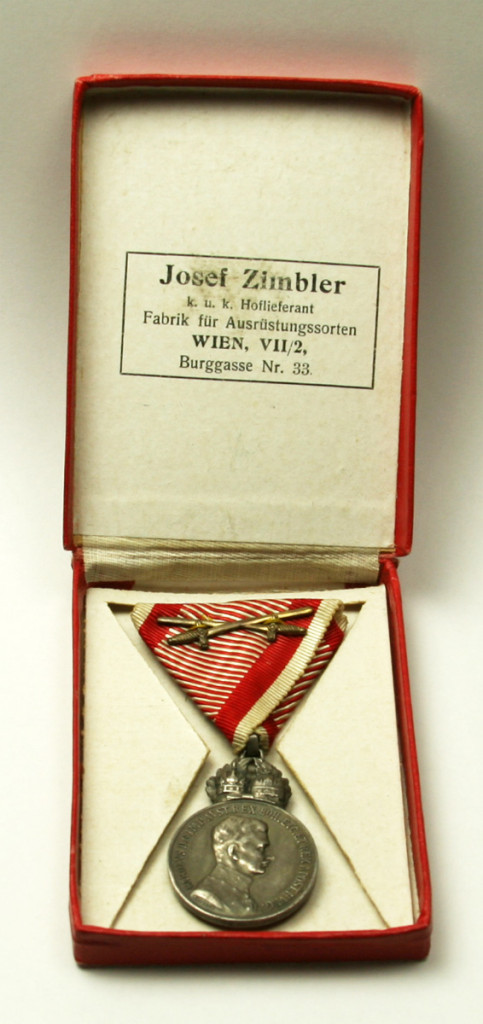 Josef Zimbler
k. u. k. Hoflieferant
Fabrik für Ausrüstungssorten
WIEN, VII/2,
Burggasse Nr. 33.